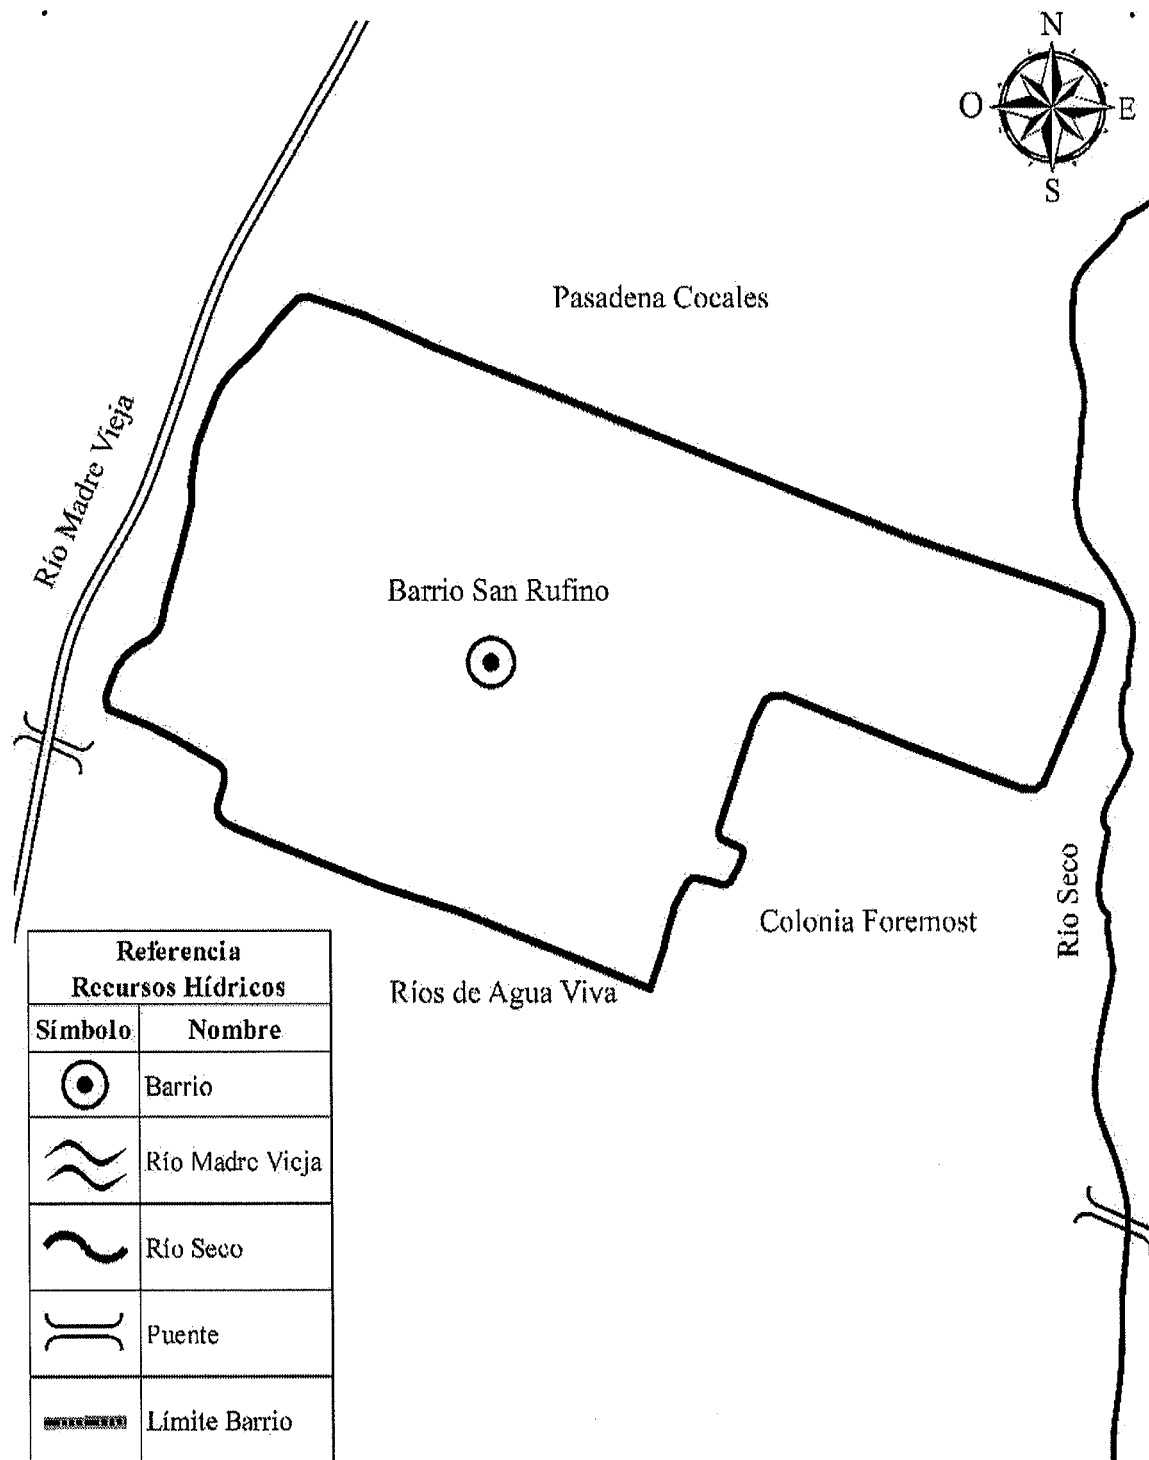 N
O
E
S
Pasadena Cocales
Río Madre Vieja
Barrio San Rufino
Río Seco
Colonia Foremost
Ríos de Agua Viva
Referencia
Recursos Hídricos
Símbolo Nombre
Barrio
Río Madre Vieja
Río Seco
Puente
Límite Barrio